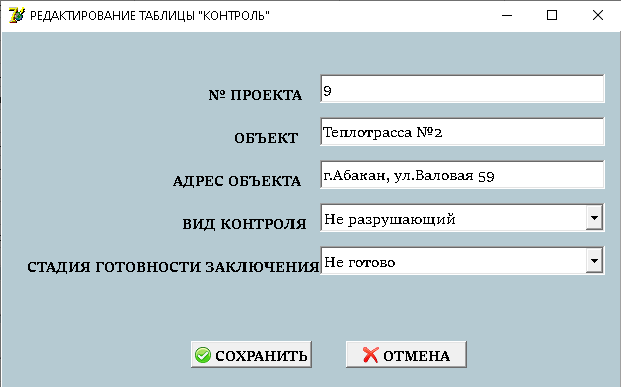 РЕДАКТИРОВАНИЕ ТАБЛИЦЫ "КОНТРОЛЬ"
№ ПРОЕКТА 9
ОБЪЕКТ Теплотрасса №2
АДРЕС ОБЪЕКТА г.Абакан, ул.Валовая 59
ВИД КОНТРОЛЯ Не разрушающий
СТАДИЯ ГОТОВНОСТИ ЗАКЛЮЧЕНИЯ Не готово
СОХРАНИТЬ ОТМЕНА